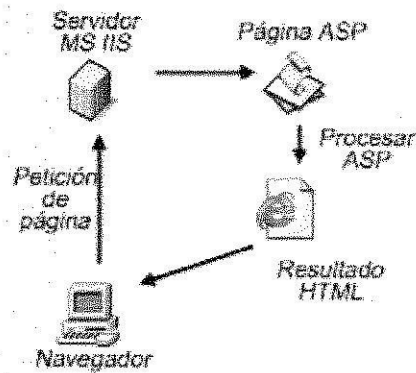 Servidor
MS IIS
Página ASP
Procesar
ASP
Petición
de
página
Resultado
HTML
Navegador